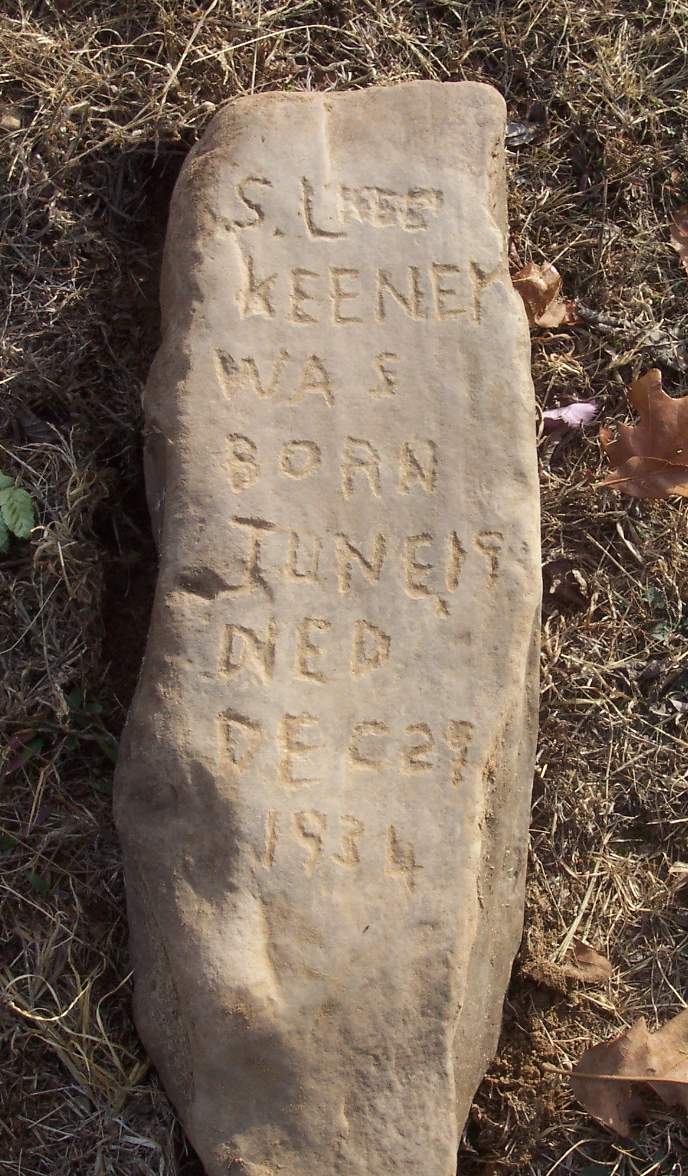 S. L
KEENEY
WAS
BORN
JUNE,19
DIED
DEC 29
1934